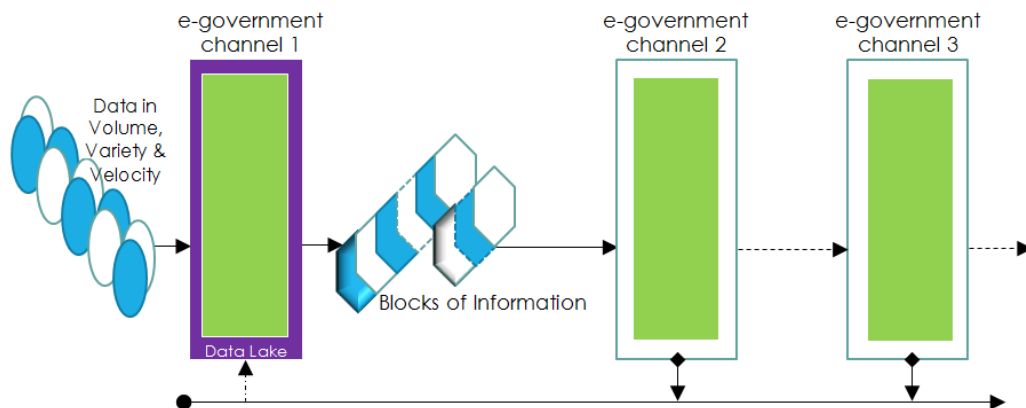 e-government
channel 1
e-government
channel 2
e-government
channel 3
Data in
Volume,
Variety &
Velocity
Blocks of Information
Data Lake